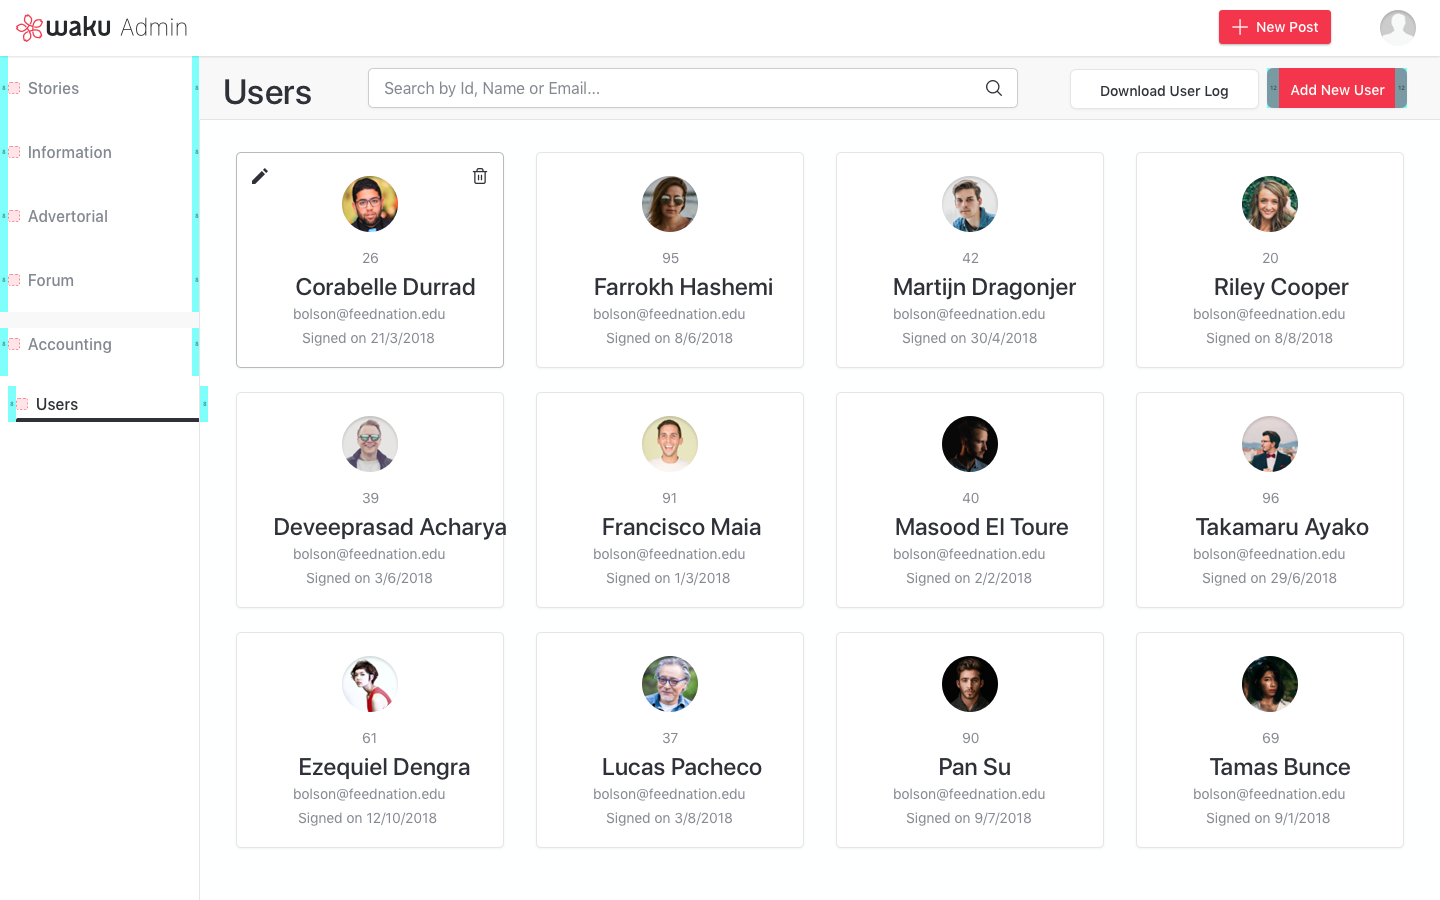 waku Admin
New Post
Stories
Information
Advertorial
Forum
Accounting
Users
Users
Search by Id, Name or Email...
Download User Log
Add New User
26
Corabelle Durrad
bolson@feednation.edu
Signed on 21/3/2018
95
Farrokh Hashemi
bolson@feednation.edu
Signed on 8/6/2018
42
Martijn Dragonjer
bolson@feednation.edu
Signed on 30/4/2018
20
Riley Cooper
bolson@feednation.edu
Signed on 8/8/2018
39
Deveeprasad Acharya
bolson@feednation.edu
Signed on 3/6/2018
91
Francisco Maia
bolson@feednation.edu
Signed on 1/3/2018
40
Masood El Toure
bolson@feednation.edu
Signed on 2/2/2018
96
Takamaru Ayako
bolson@feednation.edu
Signed on 29/6/2018
61
Ezequiel Dengra
bolson@feednation.edu
Signed on 12/10/2018
37
Lucas Pacheco
bolson@feednation.edu
Signed on 3/8/2018
90
Pan Su
bolson@feednation.edu
Signed on 9/7/2018
69
Tamas Bunce
bolson@feednation.edu
Signed on 9/1/2018